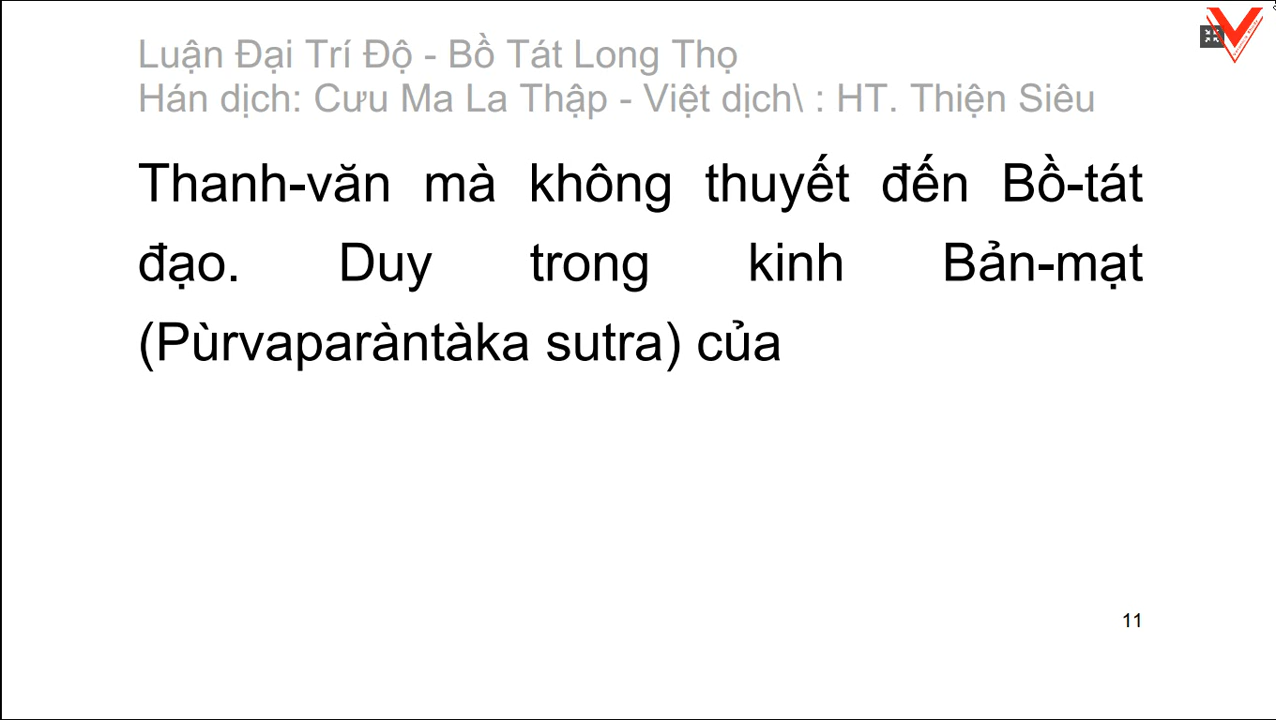 Luận Đại Trí Độ - Bồ Tát Long Thọ
Hán dịch: Cưu Ma La Thập - Việt dịch\ : HT. Thiện Siêu
Thanh-văn mà không thuyết đến Bồ-tát
đạo. Duy trong kinh Bản-mạt
(Pùrvaparàntàka sutra) của
11